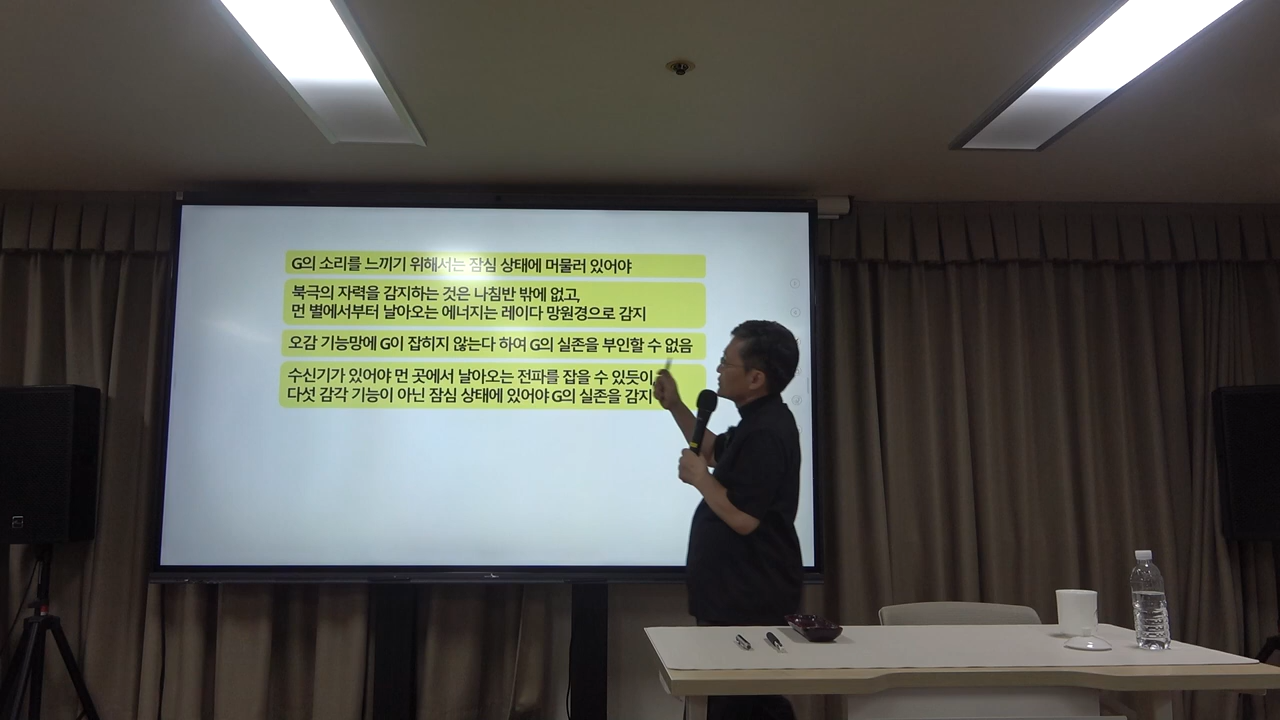 G의 소리를 느끼기 위해서는 잠심 상태에 머물러 있어야
북극의 자력을 감지하는 것은 나침반 밖에 없고,
먼 별에서부터 날아오는 에너지는 레이다 망원경으로 감지
오감 기능망에 G이 잡히지 않는다 하여 G의 실존을 부인할 수 없음
수신기가 있어야 먼 곳에서 날아오는 전파를 잡을 수 있듯이
다섯 감각 기능이 아닌 잠심 상태에 있어야 G의 실존을 감지